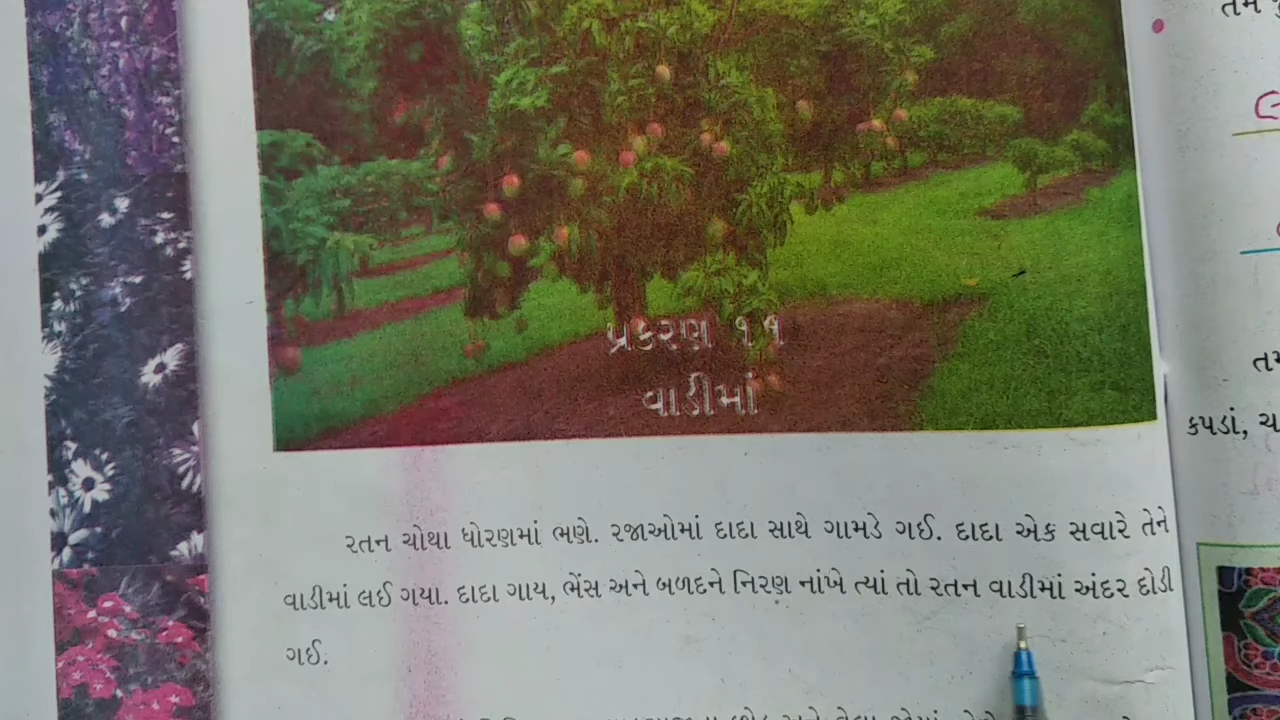 પ્રકરણ ૧૧
વાડીમાં
રતન ચોથા ધોરણમાં ભણે. રજાઓમાં દાદા સાથે ગામડે ગઈ. દાદા એક સવારે તેને
વાડીમાં લઈ ગયા. દાદા ગાય, ભેંસ અને બળદને નિરણ નાંખે ત્યાં તો રતન વાડીમાં અંદર દોડી
ગઈ.
કપડાં,